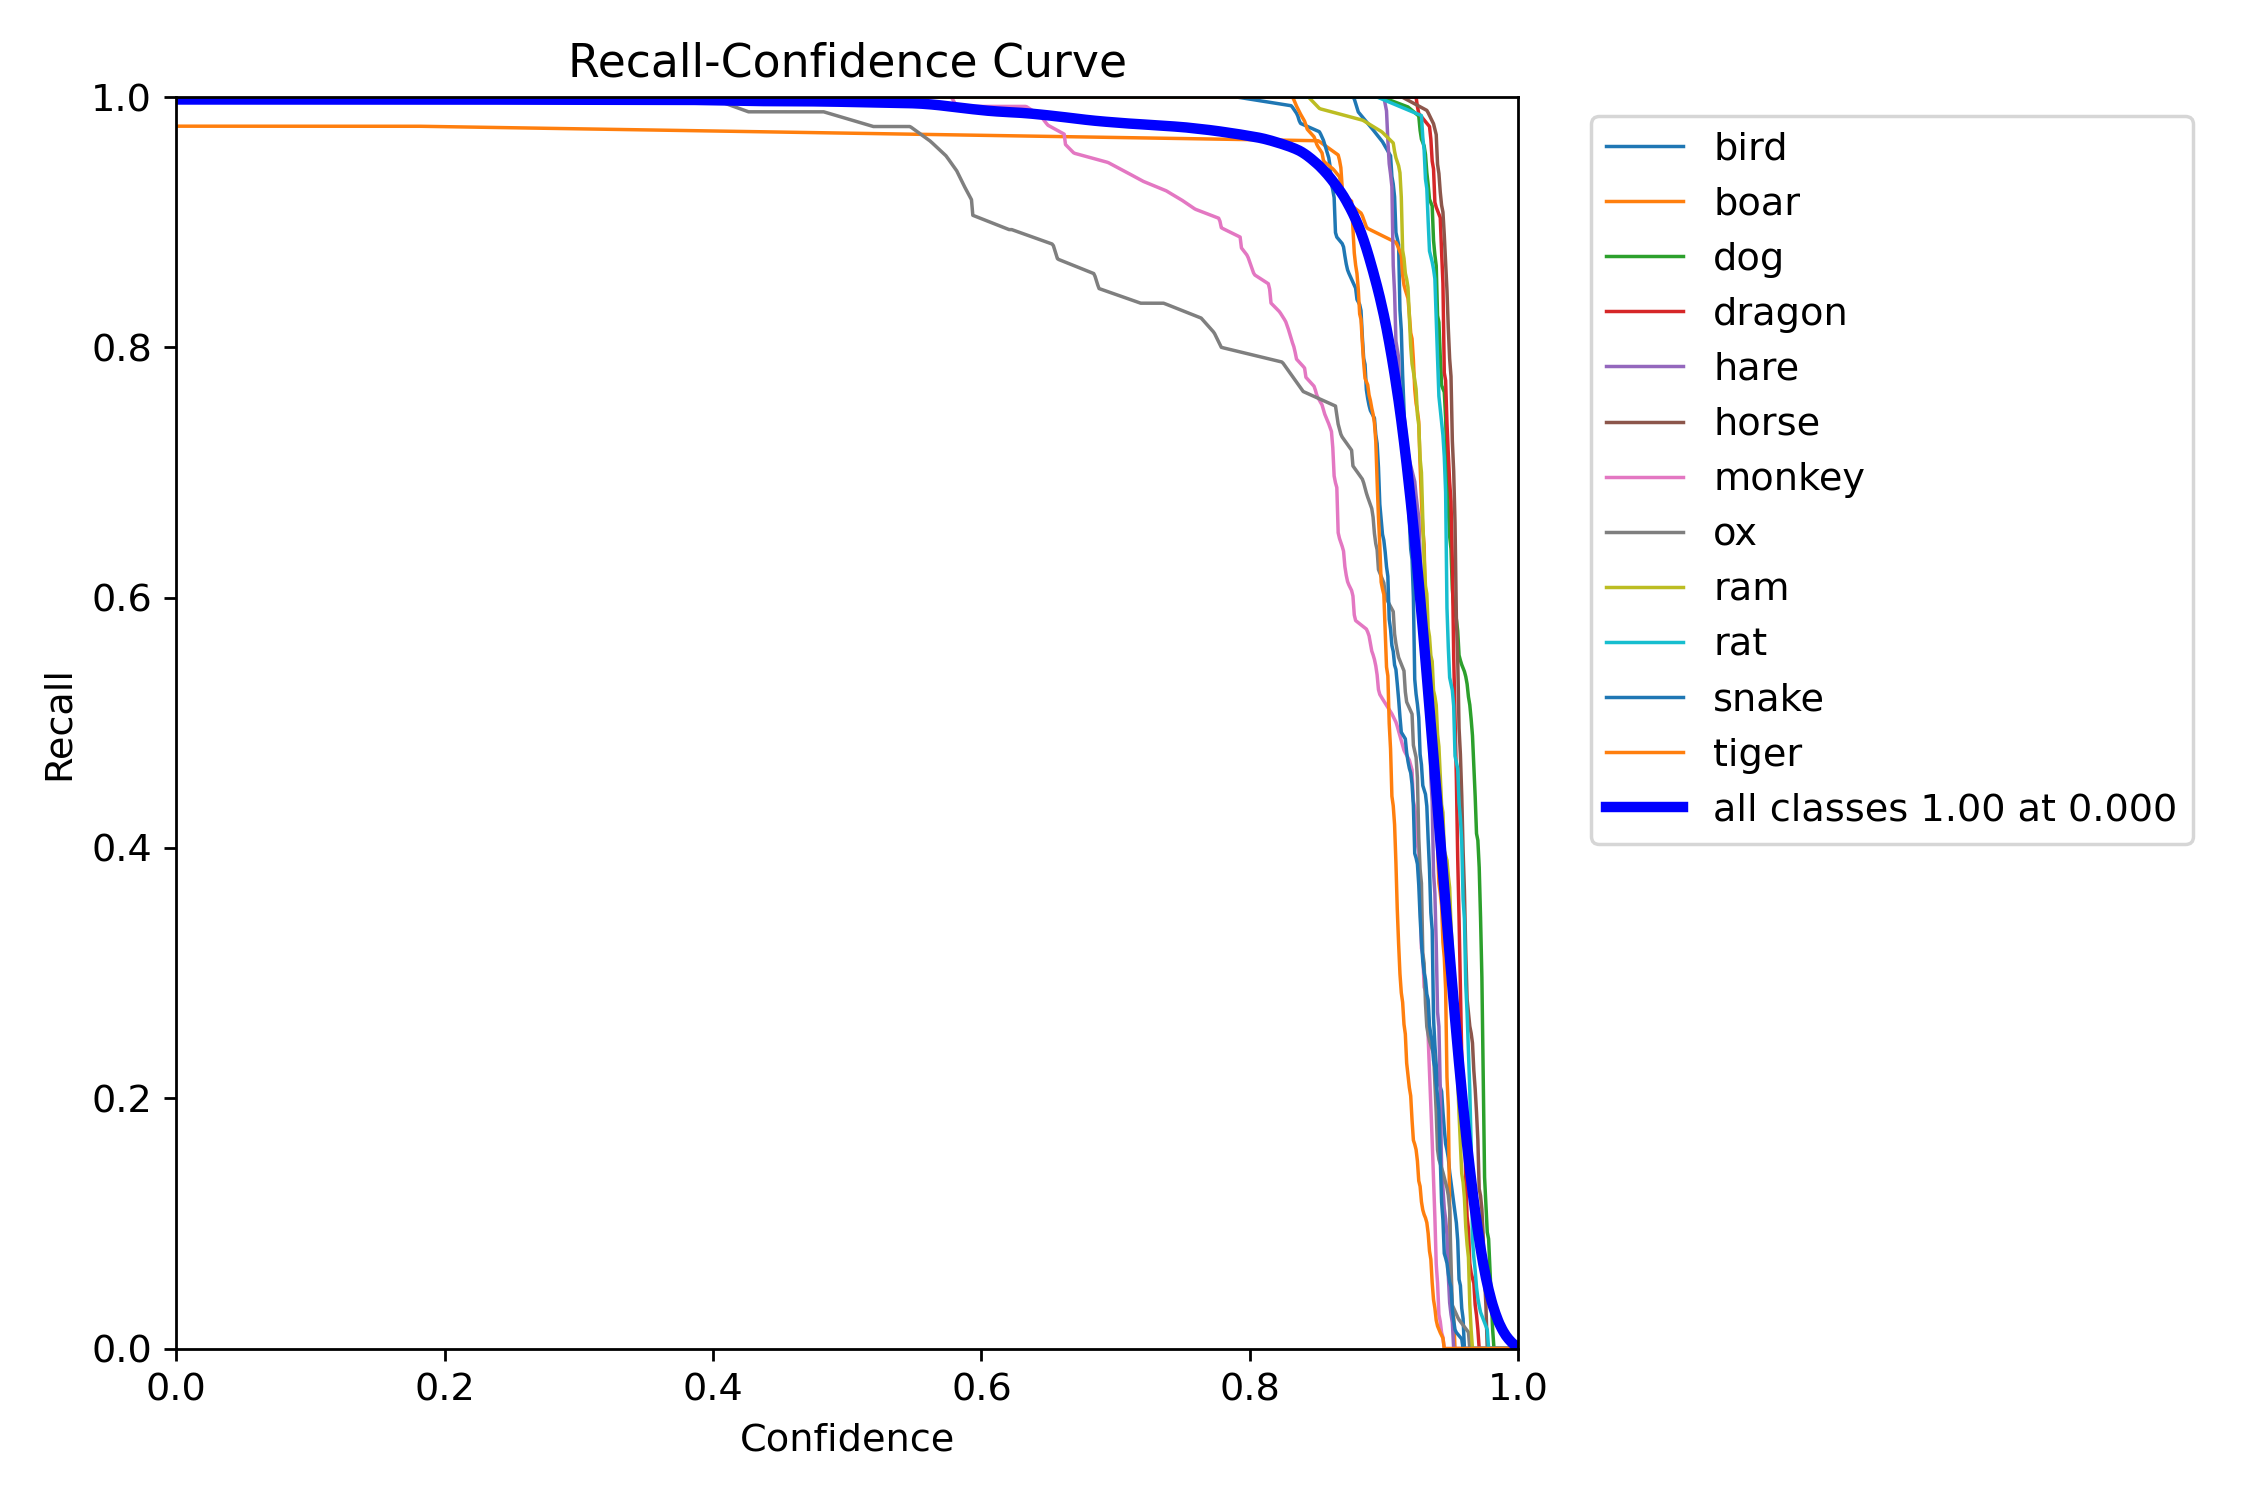 Recall-Confidence Curve
1.0
0.8
0.6
0.4
0.2
0.0
Recall
0.0 0.2 0.4 0.6 0.8 1.0
Confidence
bird
boar
dog
dragon
hare
horse
monkey
ox
ram
rat
snake
tiger
all classes 1.00 at 0.000